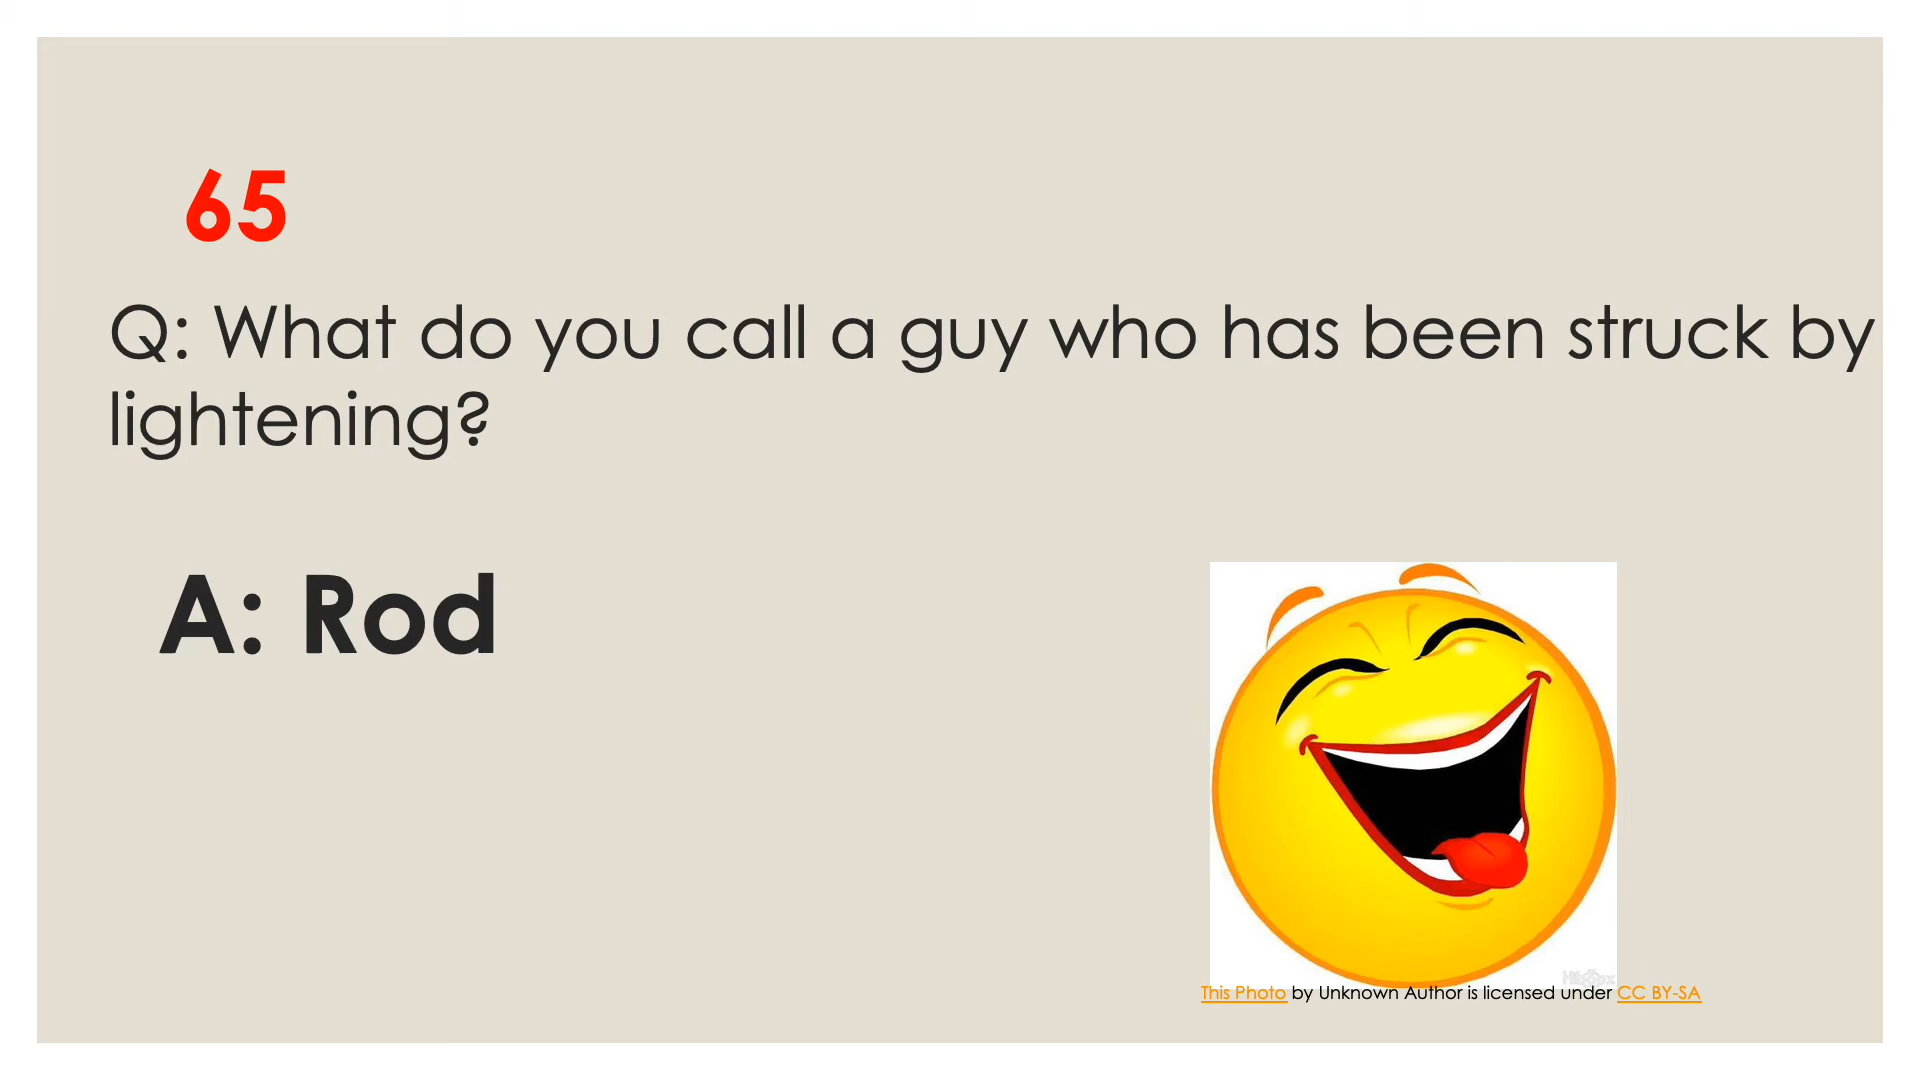 65
Q: What do you call a guy who has been struck by
lightening?
A: Rod
This Photo by Unknown Author is licensed under CC BY-SA